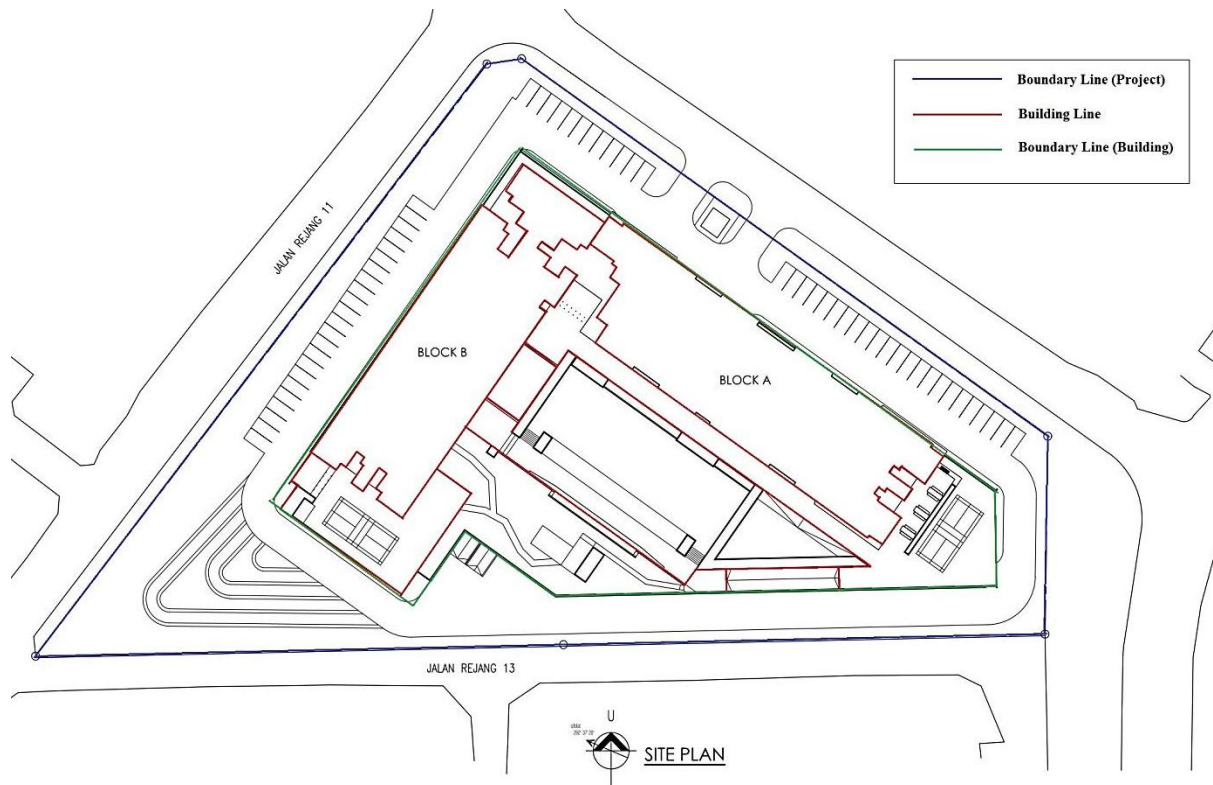 Boundary Line (Project)
Building Line
Boundary Line (Building)
JALAN REJANG 11
BLOCK B
BLOCK A
JALAN REJANG 13
U
SITE PLAN